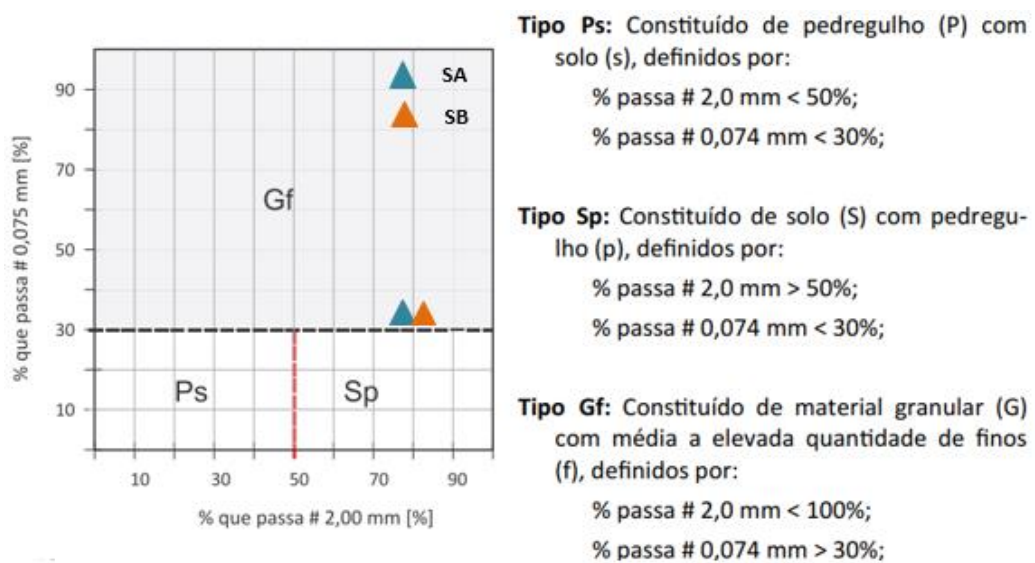 90
70
50
30
10
% que passa # 0,075 mm [%]
SA
SB
Gf
Ps
Sp
10
30
50
70
90
% que passa # 2,00 mm [%]
Tipo Ps: Constituído de pedregulho (P) com
solo (s), definidos por:
% passa # 2,0 mm < 50%;
% passa # 0,074 mm < 30%;
Tipo Sp: Constituído de solo (S) com pedregu-
lho (p), definidos por:
% passa # 2,0 mm > 50%;
% passa # 0,074 mm < 30%;
Tipo Gf: Constituído de material granular (G)
com média a elevada quantidade de finos
(f), definidos por:
% passa # 2,0 mm < 100%;
% passa # 0,074 mm > 30%;